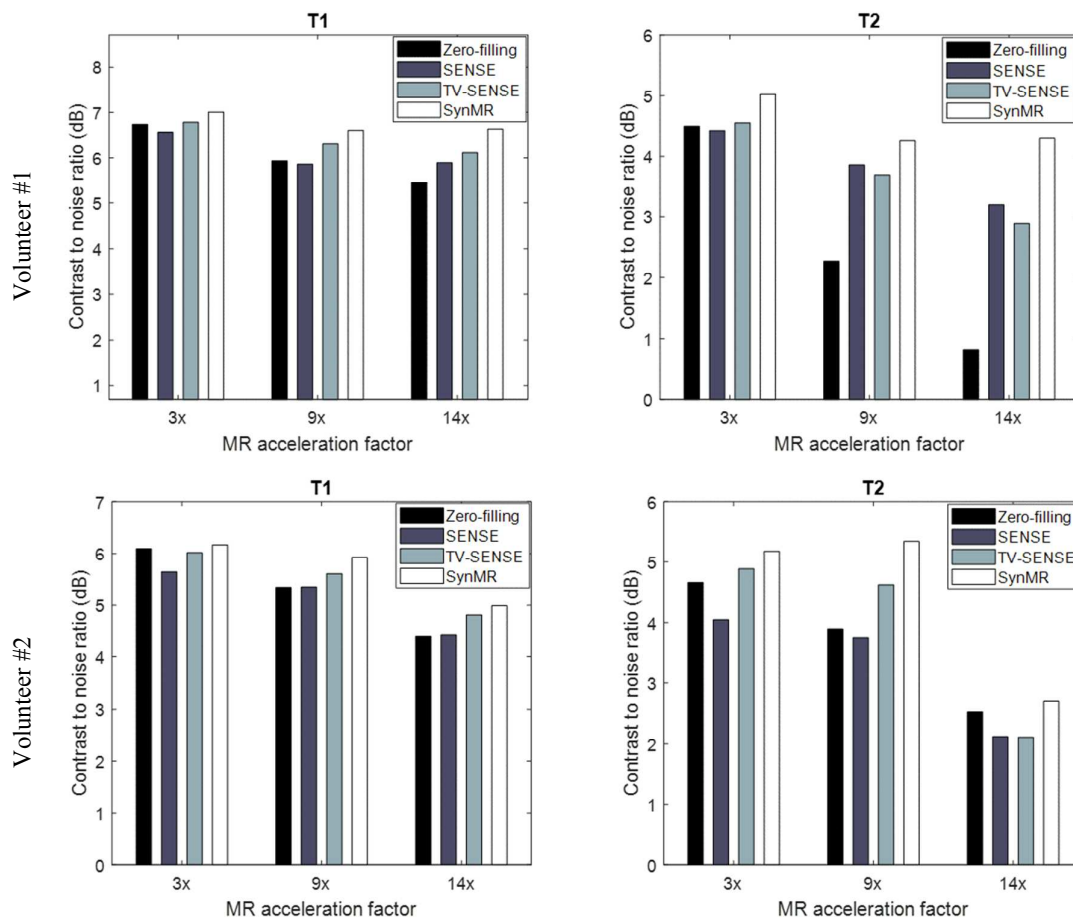 T1
8
7
6
5
4
3
2
1
Contrast to noise ratio (dB)
3x 9x 14x
MR acceleration factor
Zero-filling
SENSE
TV-SENSE
SynMR
Volunteer #1
T2
6
5
4
3
2
1
0
Contrast to noise ratio (dB)
3x 9x 14x
MR acceleration factor
Zero-filling
SENSE
TV-SENSE
SynMR
T1
7
6
5
4
3
2
1
0
Contrast to noise ratio (dB)
3x 9x 14x
MR acceleration factor
Zero-filling
SENSE
TV-SENSE
SynMR
Volunteer #2
T2
6
5
4
3
2
1
0
Contrast to noise ratio (dB)
3x 9x 14x
MR acceleration factor
Zero-filling
SENSE
TV-SENSE
SynMR